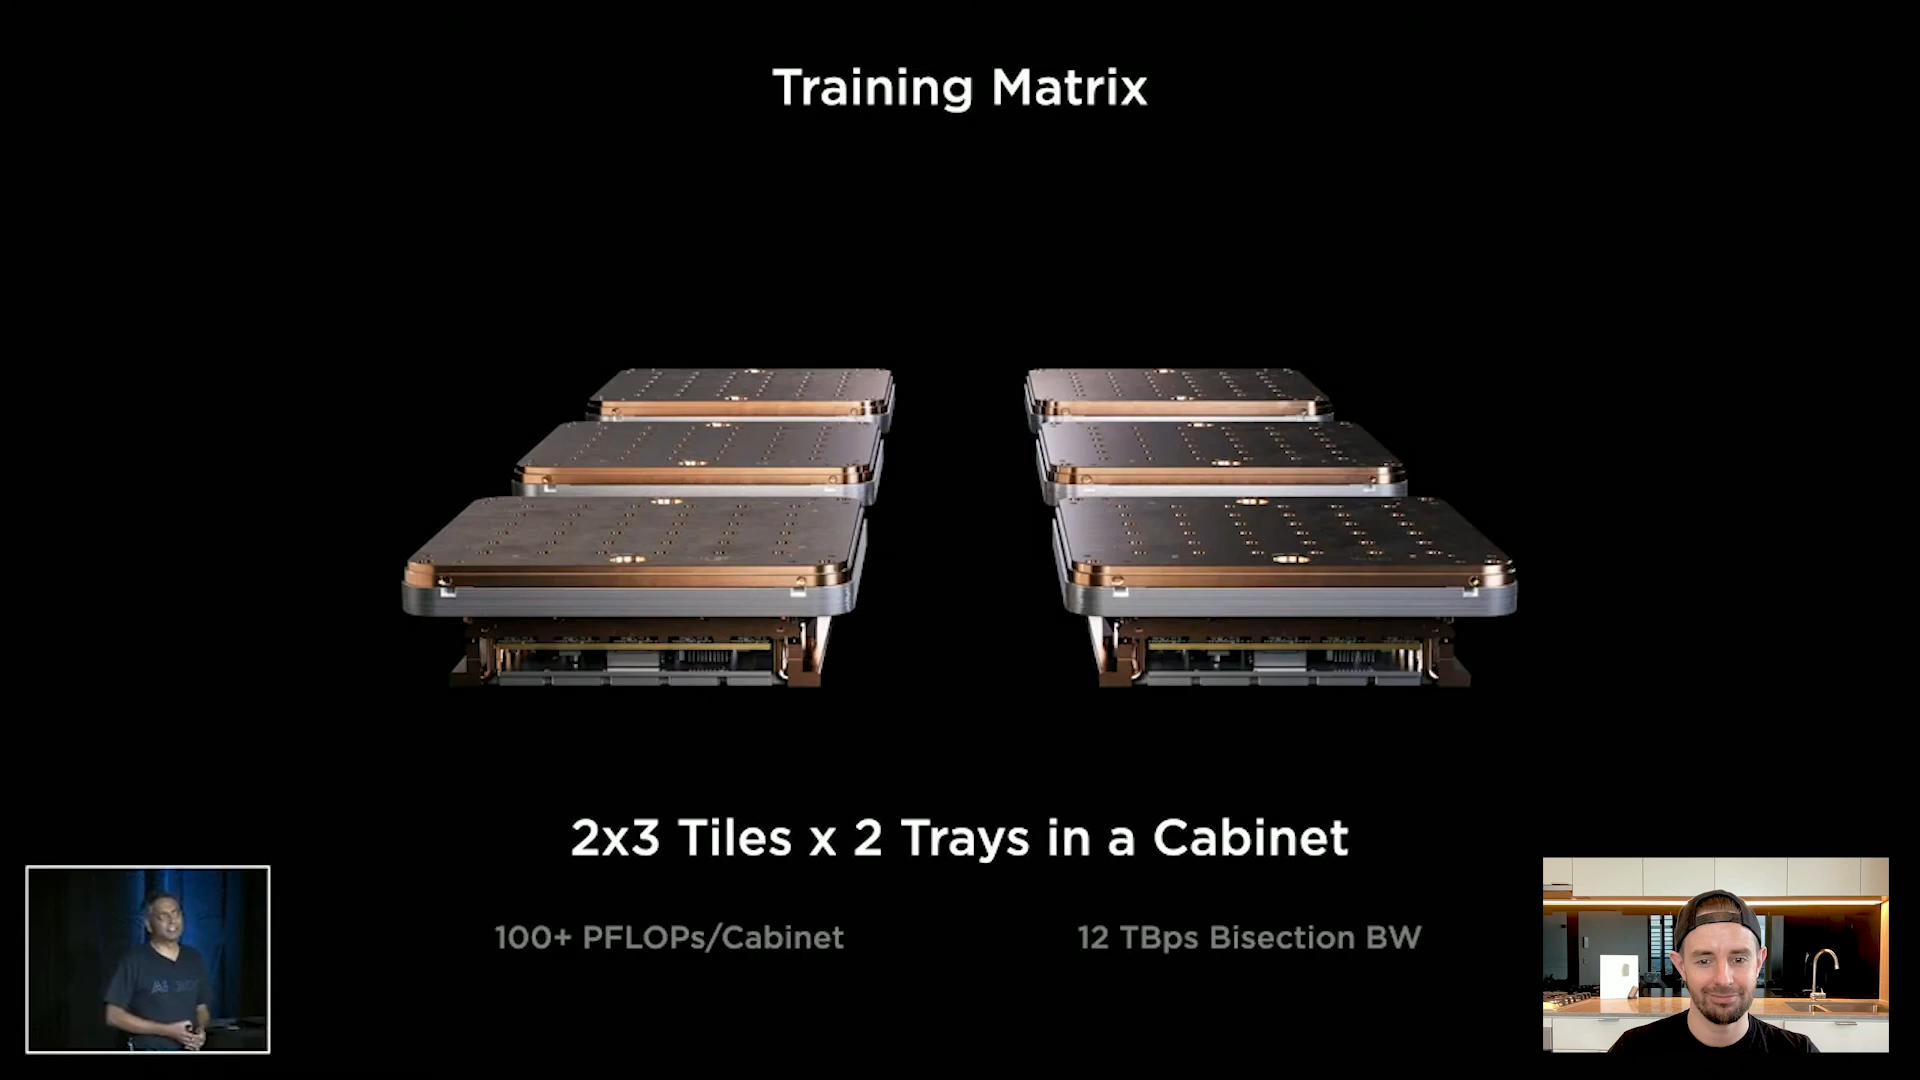 Training Matrix
2x3 Tiles x 2 Trays in a Cabinet
100+ PFLOPs/Cabinet
12 TBps Bisection BW